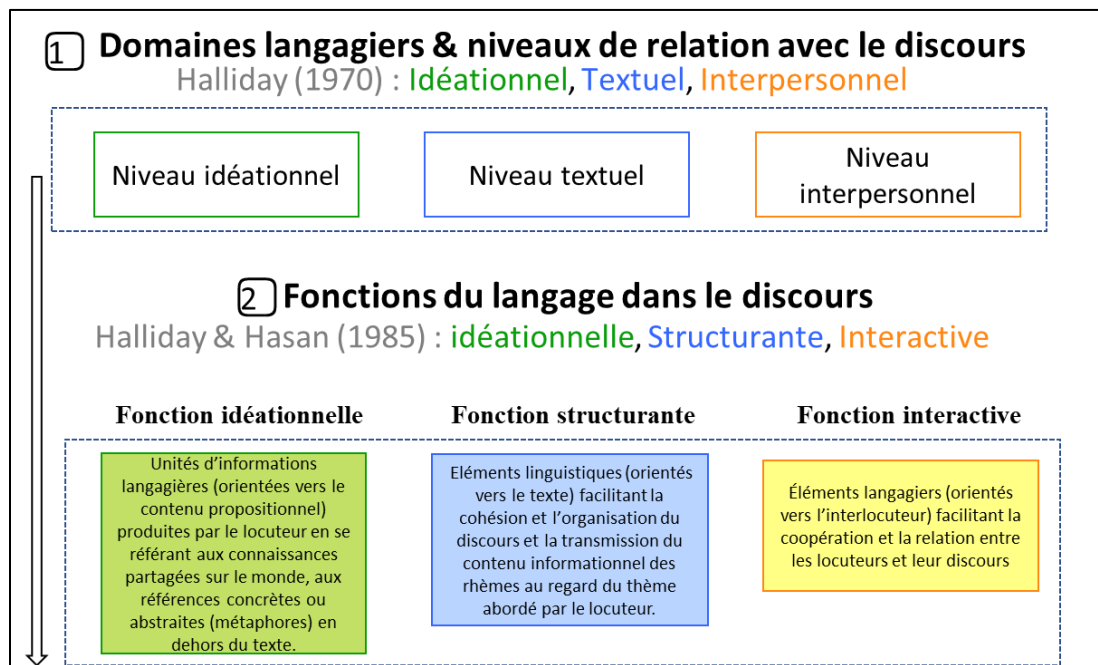 1 Domaines langagiers & niveaux de relation avec le discours
Halliday (1970) : Idéationnel, Textuel, Interpersonnel
Niveau idéationnel
Niveau textuel
Niveau
interpersonnel
2 Fonctions du langage dans le discours
Halliday & Hasan (1985) : idéationnelle, Structurante, Interactive
Fonction idéationnelle
Fonction structurante
Fonction interactive
Unités d’informations
langagières (orientées vers le
contenu propositionnel)
produites par le locuteur en se
référant aux connaissances
partagées sur le monde, aux
références concrètes ou
abstraites (métaphores) en
dehors du texte.
Eléments linguistiques (orientés
vers le texte) facilitant la
cohésion et l’organisation du
discours et la transmission du
contenu informationnel des
rhèmes au regard du thème
abordé par le locuteur.
Éléments langagiers (orientés
vers l’interlocuteur) facilitant la
coopération et la relation entre
les locuteurs et leur discours